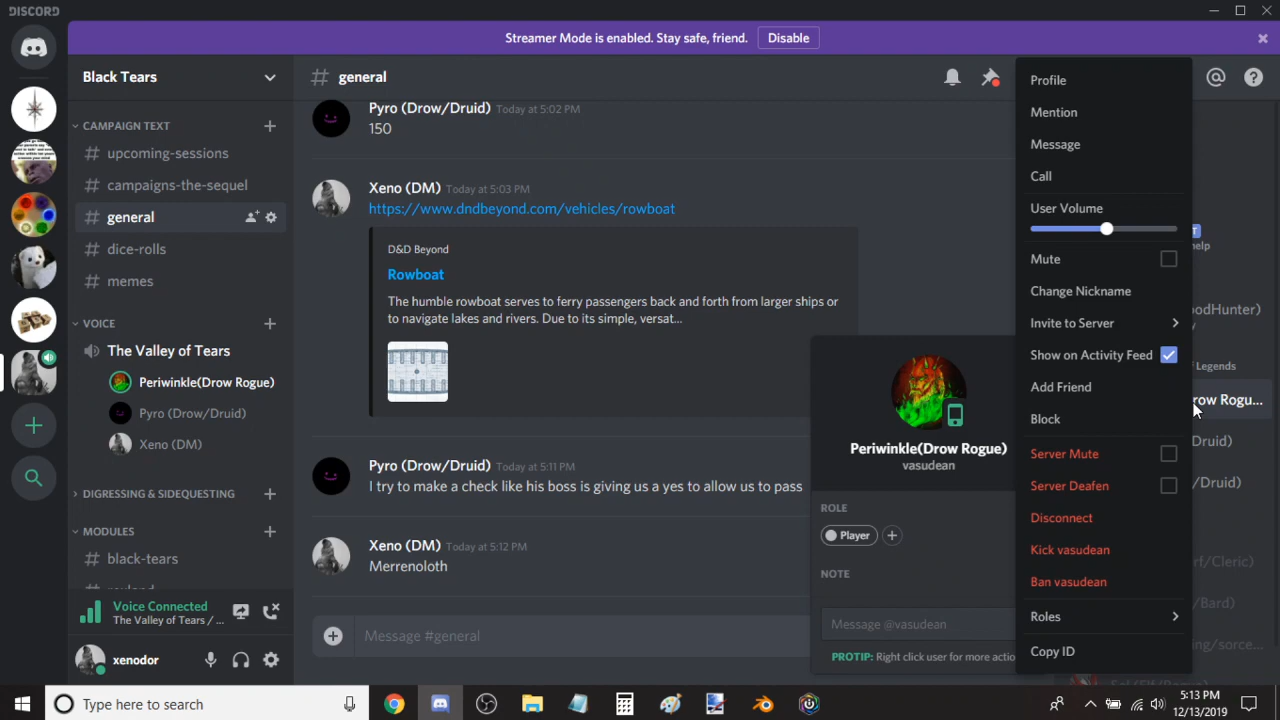 DISCORD
Streamer Mode is enabled. Stay safe, friend.
Disable
Black Tears
CAMPAIGN TEXT
# upcoming-sessions
# campaigns-the-sequel
# general
# dice-rolls
# memes
VOICE
The Valley of Tears
Periwinkle(Drow Rogue)
Pyro (Drow/Druid)
Xeno (DM)
DIGRESSING & SIDEQUESTING
MODULES
# black-tears
Voice Connected
The Valley of Tears / ...
xenodor
# general
Pyro (Drow/Druid) Today at 5:02 PM
150
Xeno (DM) Today at 5:03 PM
https://www.dndbeyond.com/vehicles/rowboat
D&D Beyond
Rowboat
The humble rowboat serves to ferry passengers back and forth from larger ships or
to navigate lakes and rivers. Due to its simple, versat...
Pyro (Drow/Druid) Today at 5:11 PM
I try to make a check like his boss is giving us a yes to allow us to pass
Xeno (DM) Today at 5:12 PM
Merrenoloth
Message #general
Periwinkle(Drow Rogue)
vasudean
ROLE
Player
NOTE
Message @vasudean
PROTIP: Right click user for more actio
Profile
Mention
Message
Call
User Volume
Mute
Change Nickname
Invite to Server
Show on Activity Feed
Add Friend
Block
Server Mute
Server Deafen
Disconnect
Kick vasudean
Ban vasudean
Roles
Copy ID
help
odHunter)
Legends
row Rogu...
Druid)
/Druid)
rf/Cleric)
/Bard)
ing/sorce...
Type here to search
5:13 PM
12/13/2019